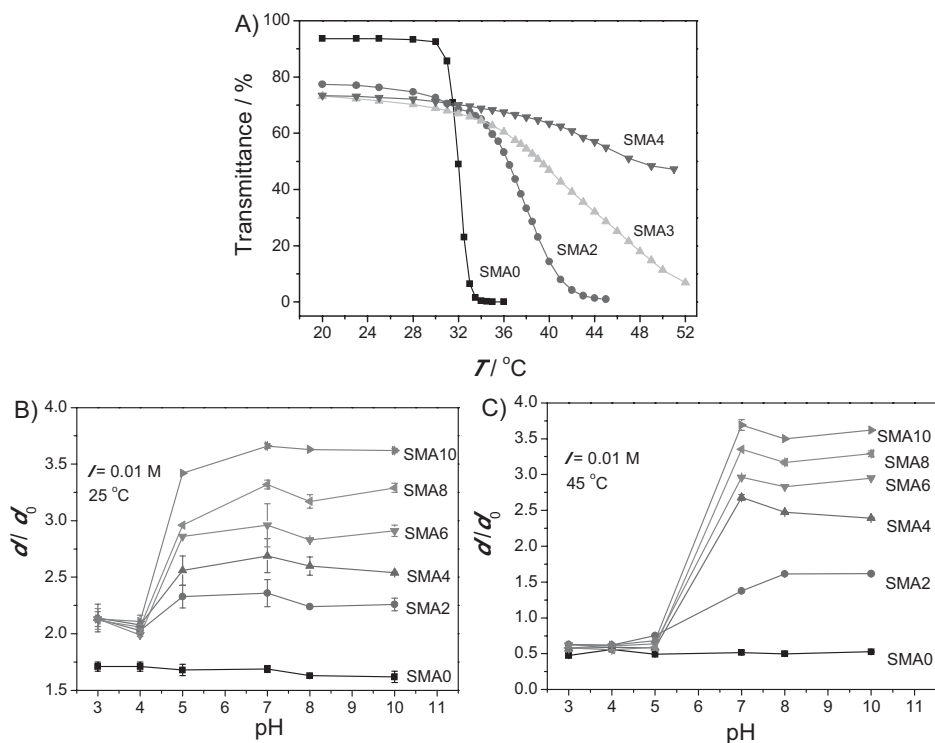 A)
100
80
60
40
20
0
Transmittance / %
SMA4
SMA3
SMA2
SMA0
20 24 28 32 36 40 44 48 52
T / °C
B)
4.0
3.5
3.0
2.5
2.0
1.5
d / d0
I = 0.01 M
25 °C
SMA10
SMA8
SMA6
SMA4
SMA2
SMA0
3 4 5 6 7 8 9 10 11
pH
C)
4.0
3.5
3.0
2.5
2.0
1.5
1.0
0.5
0.0
d / d0
I = 0.01 M
45 °C
SMA10
SMA8
SMA6
SMA4
SMA2
SMA0
3 4 5 6 7 8 9 10 11
pH